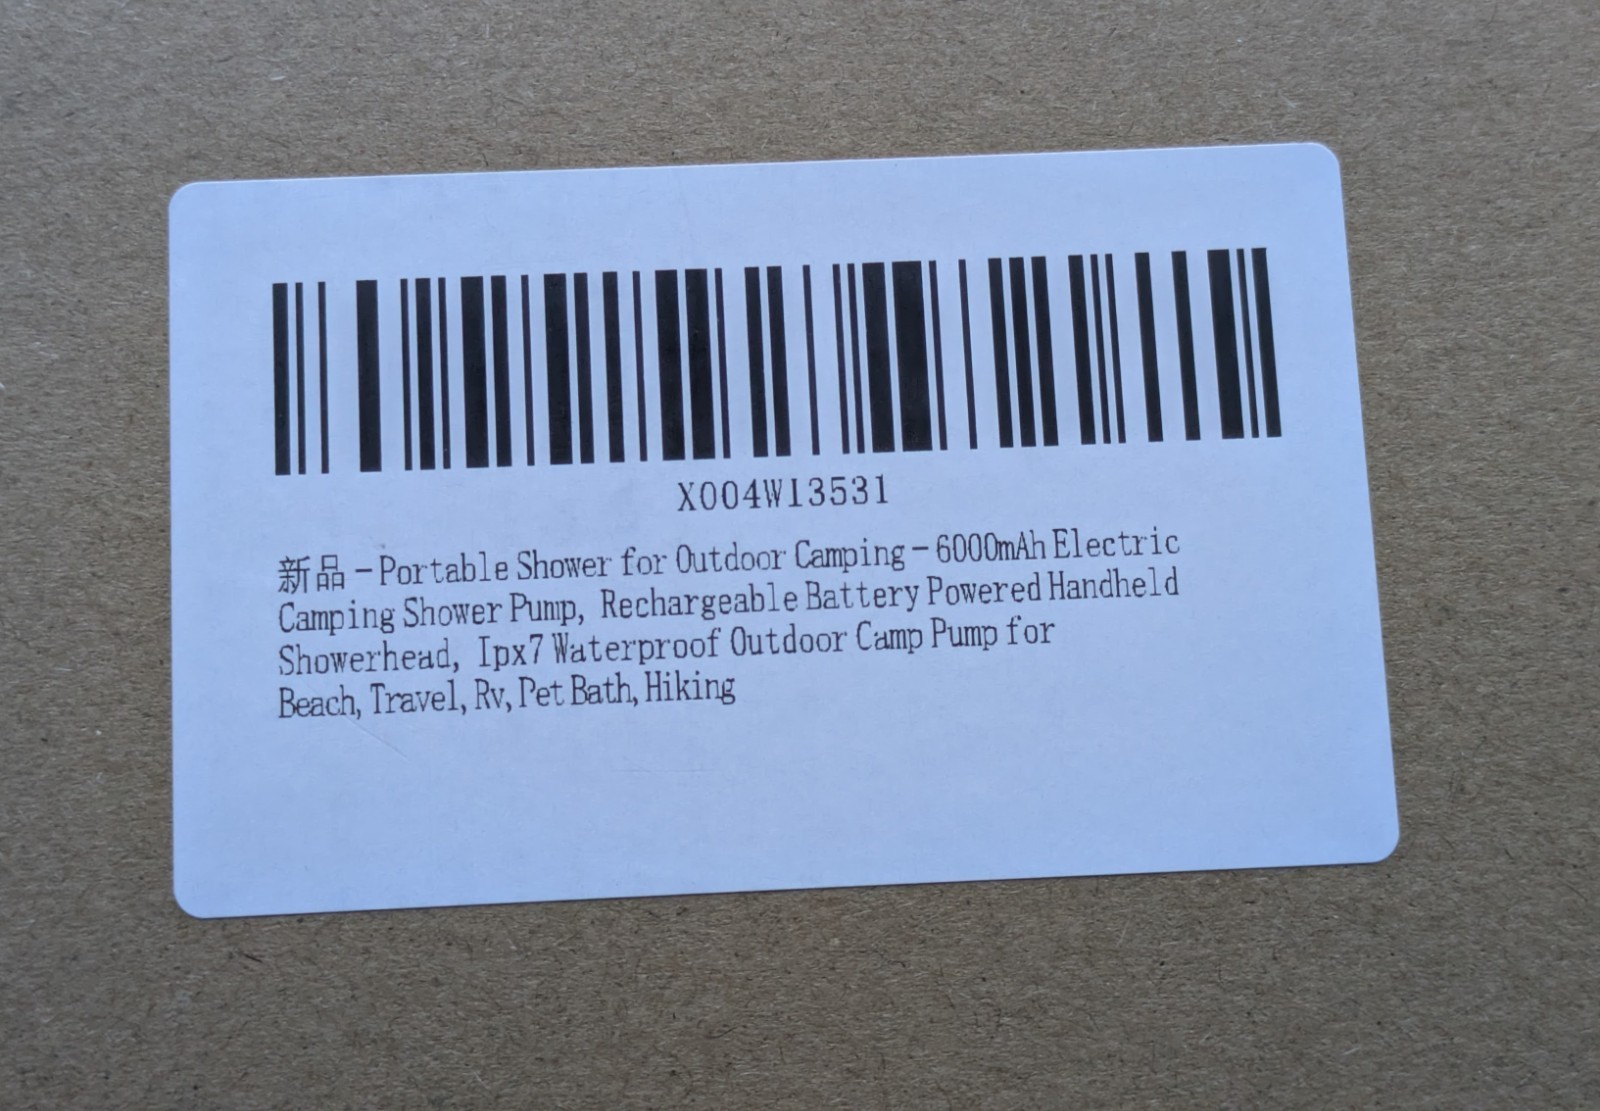 X004WI3531
新品 - Portable Shower for Outdoor Camping - 6000mAh Electric
Camping Shower Pump, Rechargeable Battery Powered Handheld
Showerhead, Ipx7 Waterproof Outdoor Camp Pump for
Beach, Travel, Rv, Pet Bath, Hiking